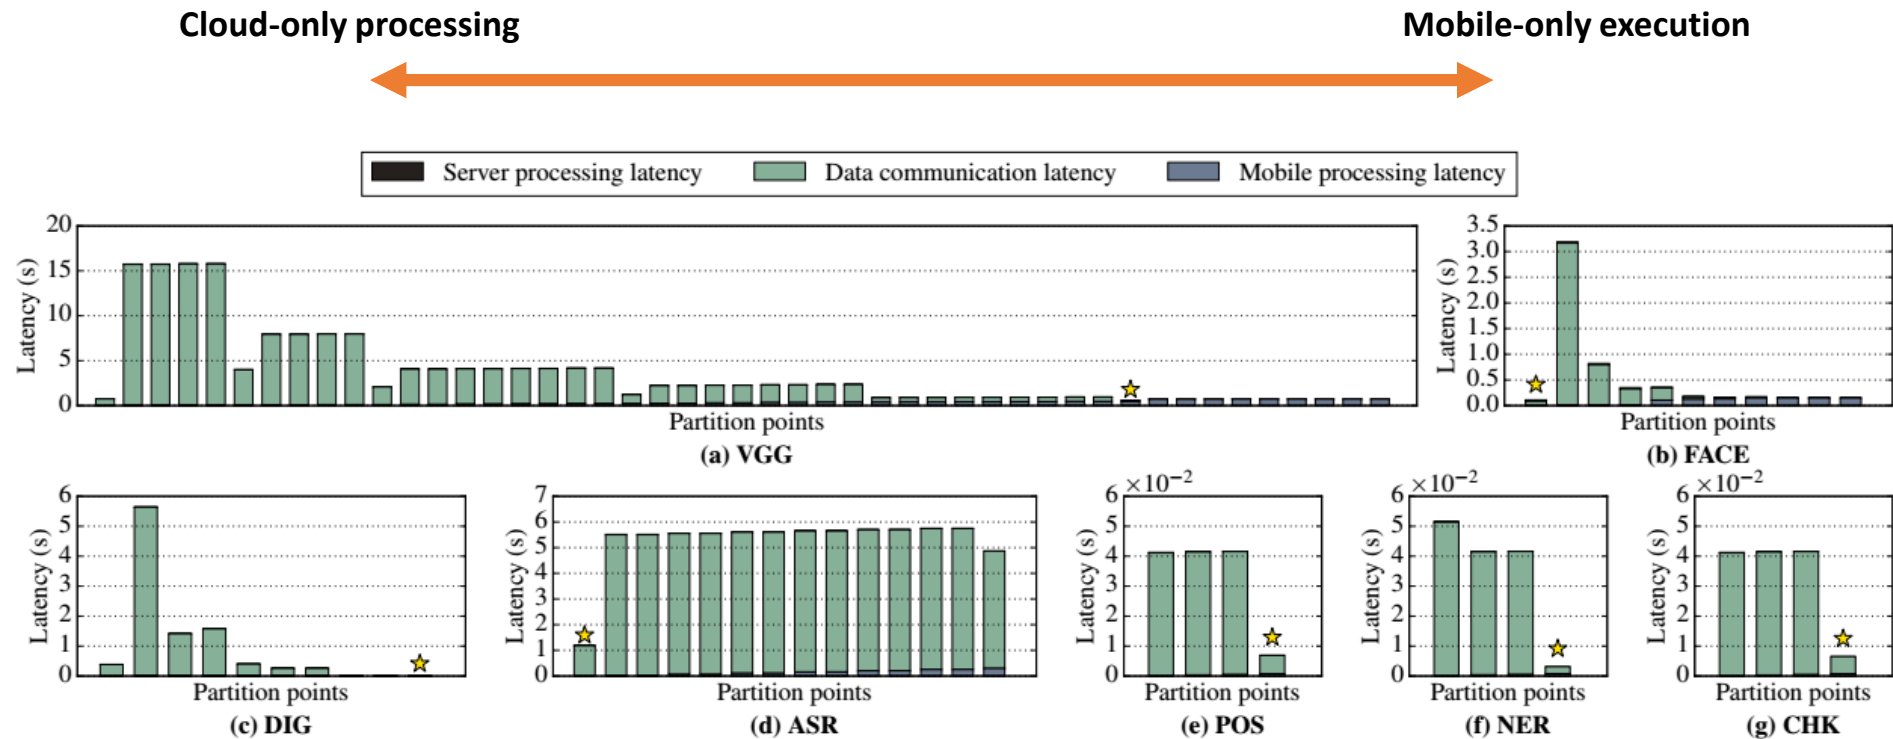 Cloud-only processing
Mobile-only execution
Server processing latency
Data communication latency
Mobile processing latency
Latency (s)
20
15
10
5
0
Partition points
(a) VGG
Latency (s)
3.5
3.0
2.5
2.0
1.5
1.0
0.5
0.0
Partition points
(b) FACE
Latency (s)
6
5
4
3
2
1
0
Partition points
(c) DIG
Latency (s)
7
6
5
4
3
2
1
0
Partition points
(d) ASR
Latency (s)
6 ×10⁻²
5
4
3
2
1
0
Partition points
(e) POS
Latency (s)
6 ×10⁻²
5
4
3
2
1
0
Partition points
(f) NER
Latency (s)
6 ×10⁻²
5
4
3
2
1
0
Partition points
(g) CHK